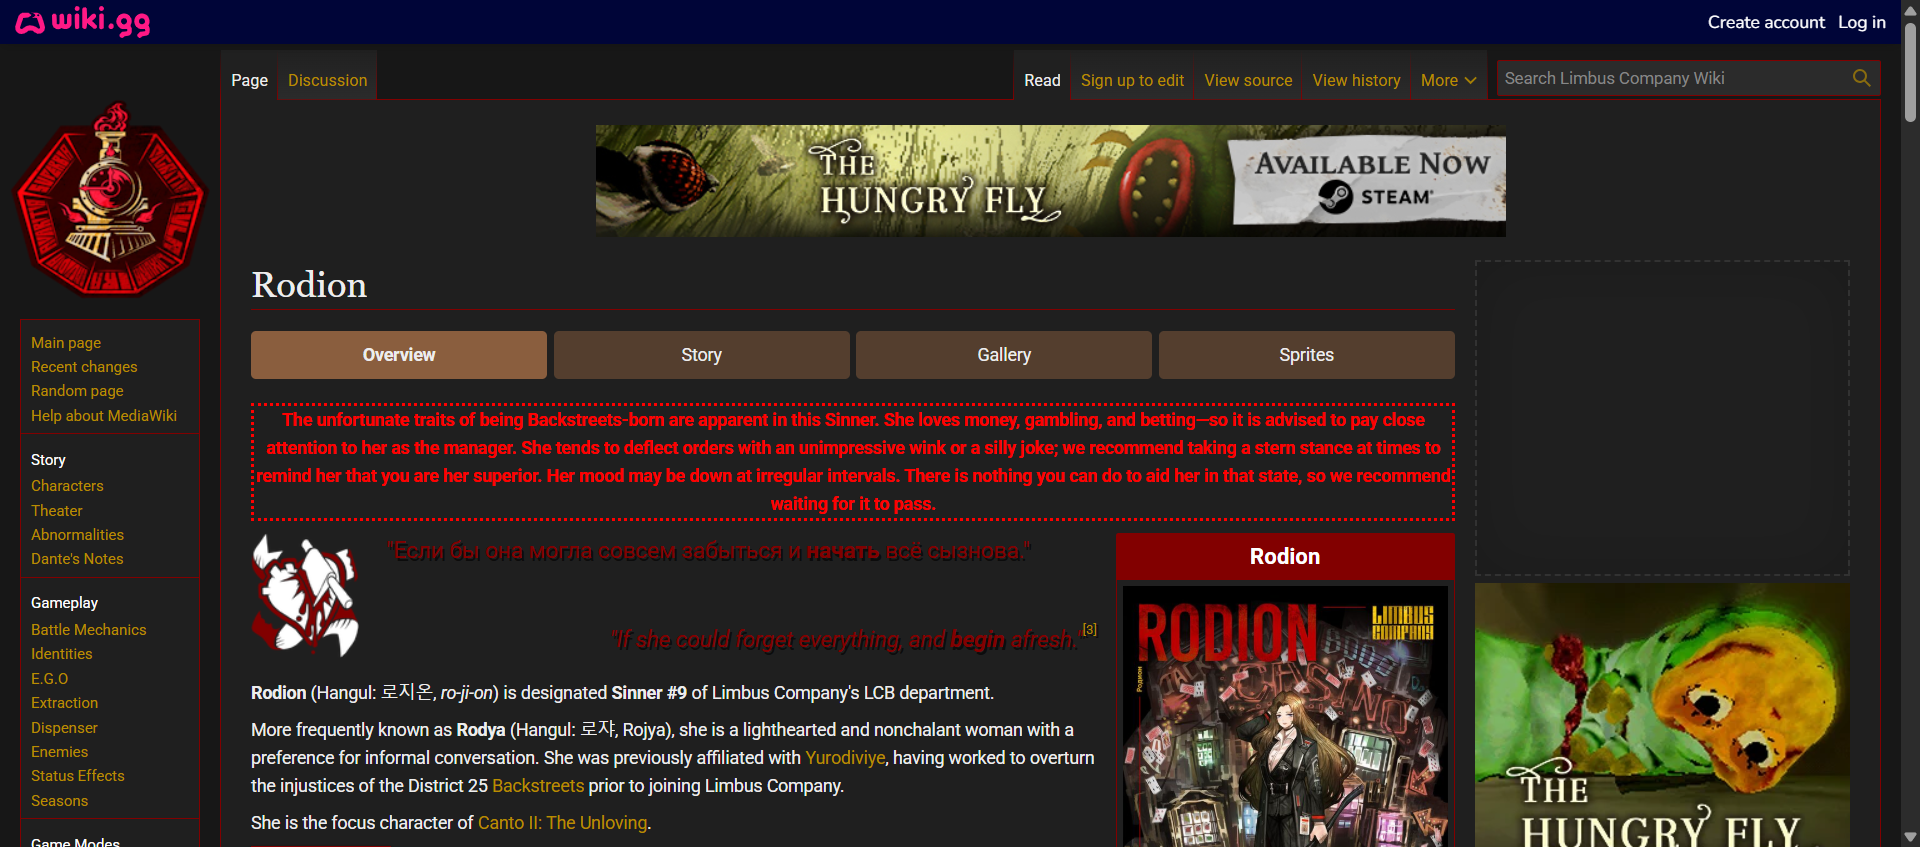 wiki.gg
Create account Log in
Page Discussion
Read Sign up to edit View source View history More
Search Limbus Company Wiki
THE HUNGRY FLY
AVAILABLE NOW
STEAM
Rodion
Overview Story Gallery Sprites
Main page
Recent changes
Random page
Help about MediaWiki
Story
Characters
Theater
Abnormalities
Dante's Notes
Gameplay
Battle Mechanics
Identities
E.G.O
Extraction
Dispenser
Enemies
Status Effects
Seasons
Game Modes
The unfortunate traits of being Backstreets-born are apparent in this Sinner. She loves money, gambling, and betting—so it is advised to pay close
attention to her as the manager. She tends to deflect orders with an unimpressive wink or a silly joke; we recommend taking a stern stance at times to
remind her that you are her superior. Her mood may be down at irregular intervals. There is nothing you can do to aid her in that state, so we recommend
waiting for it to pass.
"Если бы она могла совсем забыться и начать всё сызнова."
"If she could forget everything, and begin afresh." [3]
Rodion (Hangul: 로지온, ro-ji-on) is designated Sinner #9 of Limbus Company's LCB department.
More frequently known as Rodya (Hangul: 로쟈, Rojya), she is a lighthearted and nonchalant woman with a
preference for informal conversation. She was previously affiliated with Yurodiviye, having worked to overturn
the injustices of the District 25 Backstreets prior to joining Limbus Company.
She is the focus character of Canto II: The Unloving.
Rodion
RODION
LIMBUS
COMPANY
Родион
THE
HUNGRY FLY